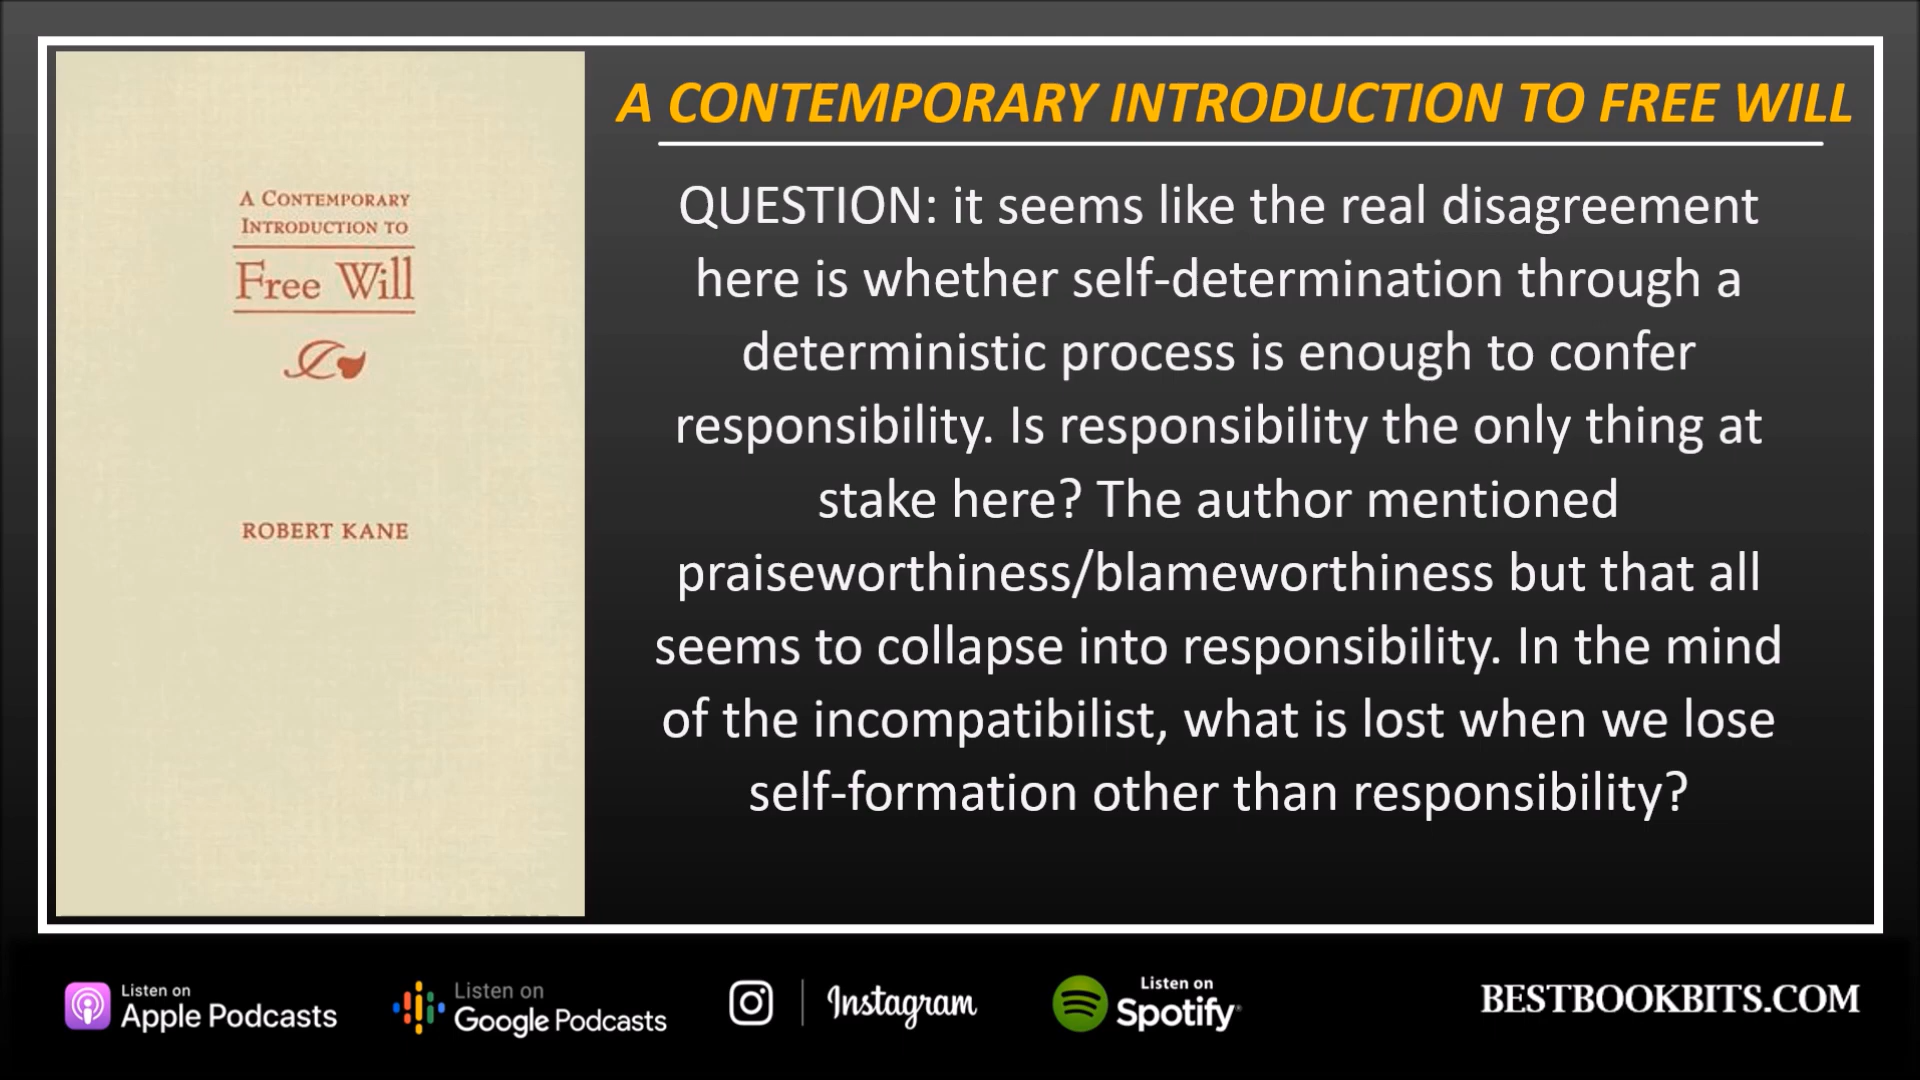 A CONTEMPORARY INTRODUCTION TO FREE WILL
A CONTEMPORARY
INTRODUCTION TO
Free Will
ROBERT KANE
QUESTION: it seems like the real disagreement
here is whether self-determination through a
deterministic process is enough to confer
responsibility. Is responsibility the only thing at
stake here? The author mentioned
praiseworthiness/blameworthiness but that all
seems to collapse into responsibility. In the mind
of the incompatibilist, what is lost when we lose
self-formation other than responsibility?
Listen on
Apple Podcasts
Listen on
Google Podcasts
Instagram
Listen on
Spotify
BESTBOOKBITS.COM